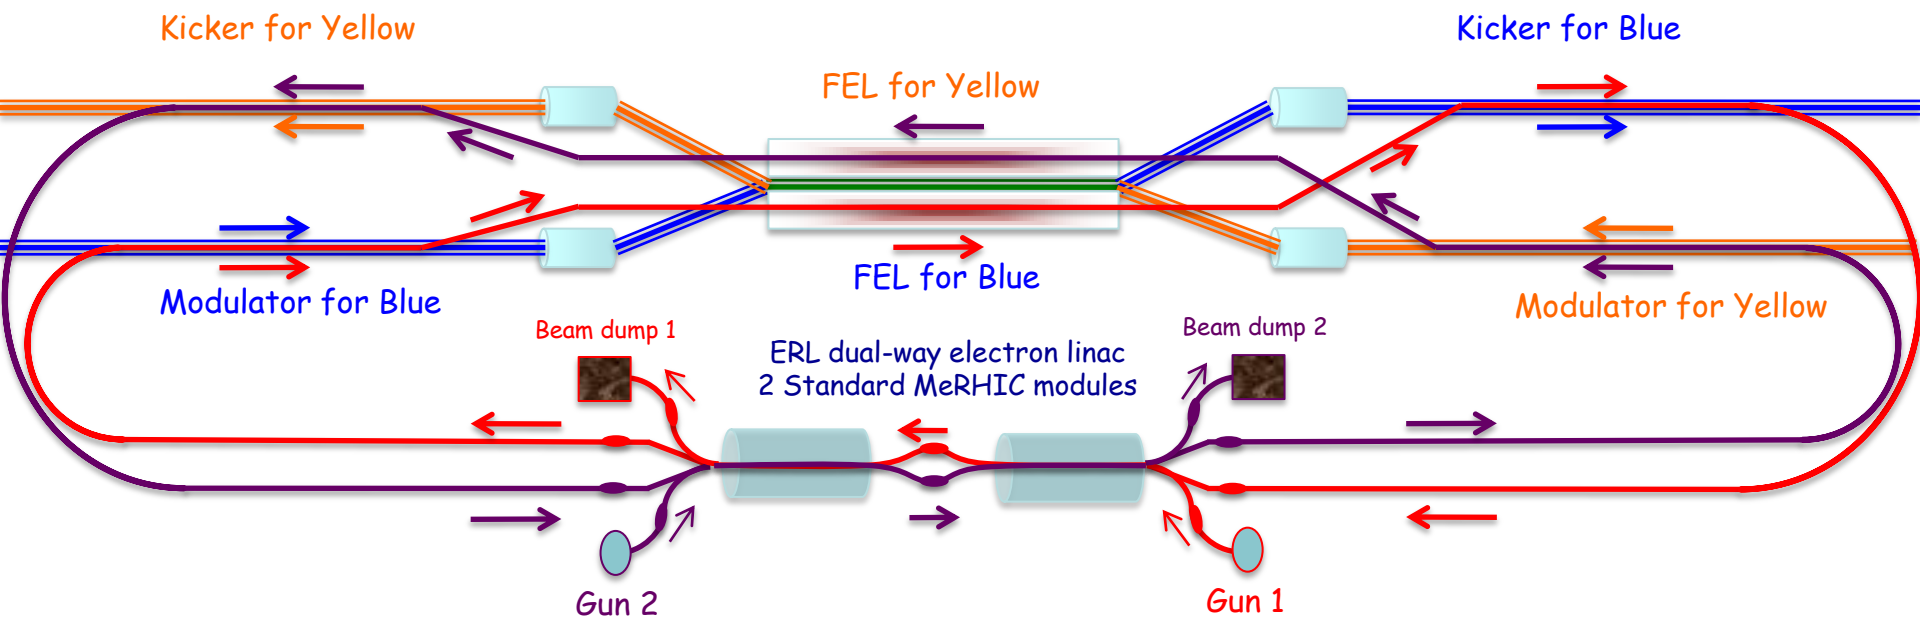 Kicker for Yellow
Kicker for Blue
FEL for Yellow
FEL for Blue
Modulator for Blue
Modulator for Yellow
Beam dump 1
Beam dump 2
ERL dual-way electron linac
2 Standard MeRHIC modules
Gun 2
Gun 1